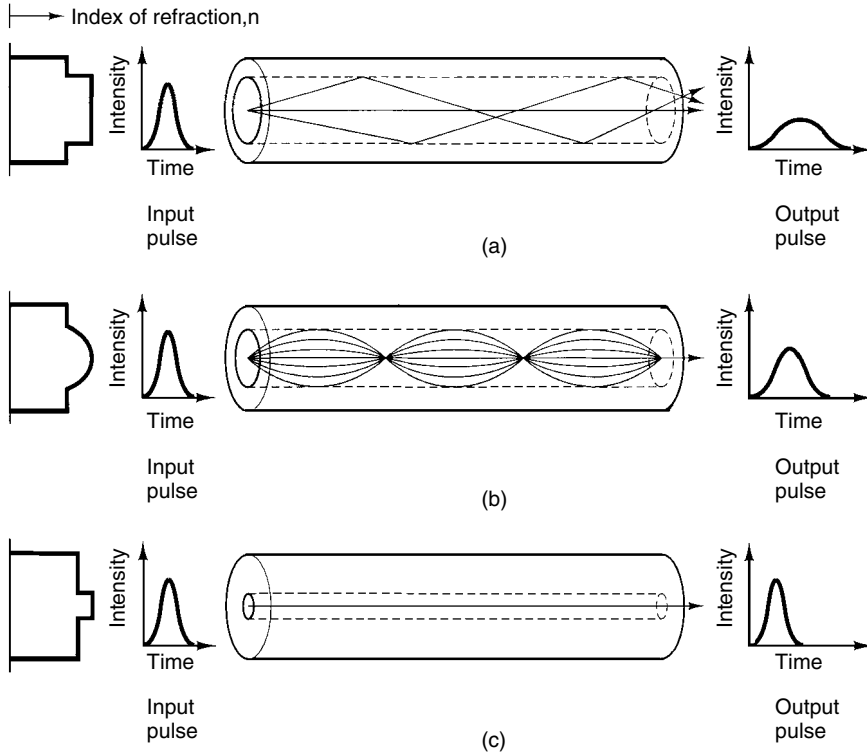 Index of refraction,n
Intensity
Time
Input
pulse
(a)
Intensity
Time
Output
pulse
Intensity
Time
Input
pulse
(b)
Intensity
Time
Output
pulse
Intensity
Time
Input
pulse
(c)
Intensity
Time
Output
pulse